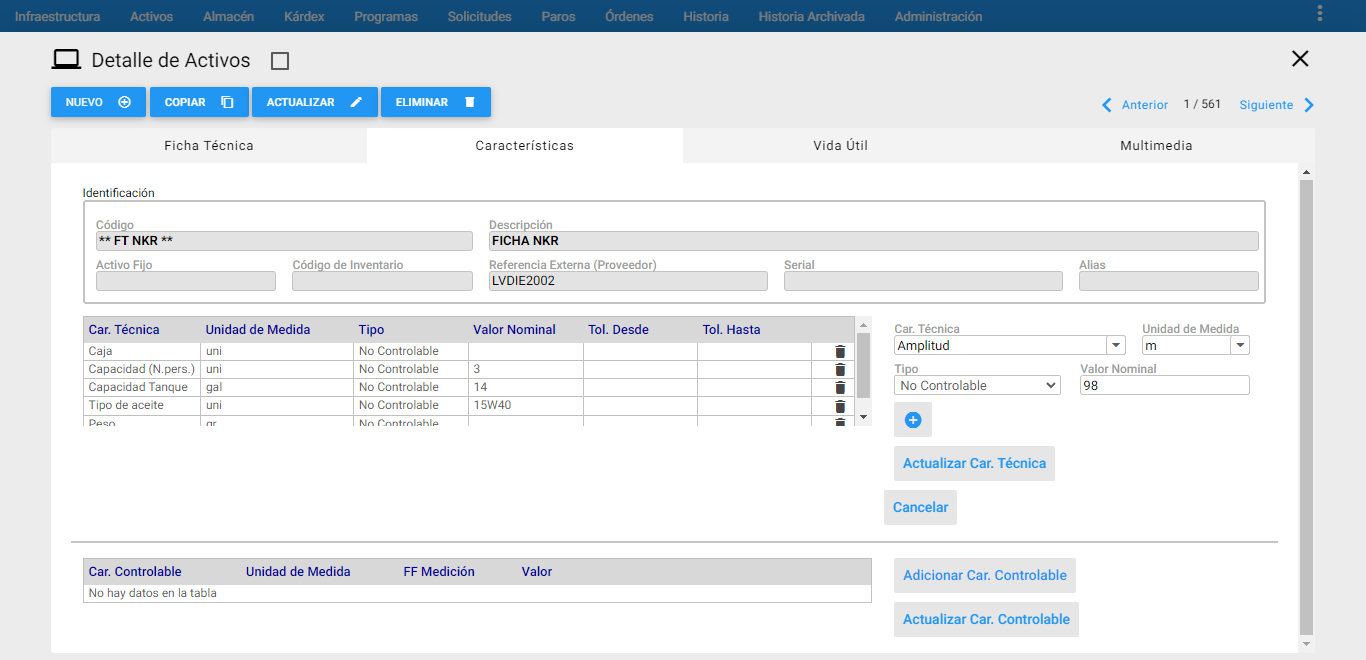 Infraestructura Activos Almacén Kárdex Programas Solicitudes Paros Órdenes Historia Historia Archivada Administración
Detalle de Activos
NUEVO COPIAR ACTUALIZAR ELIMINAR
Anterior 1 / 561 Siguiente
Ficha Técnica Características Vida Útil Multimedia
Identificación
Código Descripción
** FT NKR ** FICHA NKR
Activo Fijo Código de Inventario Referencia Externa (Proveedor) Serial Alias
LVDIE2002
Car. Técnica Unidad de Medida Tipo Valor Nominal Tol. Desde Tol. Hasta
Caja uni No Controlable
Capacidad (N.pers.) uni No Controlable 3
Capacidad Tanque gal No Controlable 14
Tipo de aceite uni No Controlable 15W40
Peso gr No Controlable
Car. Técnica Unidad de Medida
Amplitud m
Tipo Valor Nominal
No Controlable 98
Actualizar Car. Técnica
Cancelar
Car. Controlable Unidad de Medida FF Medición Valor
No hay datos en la tabla
Adicionar Car. Controlable
Actualizar Car. Controlable